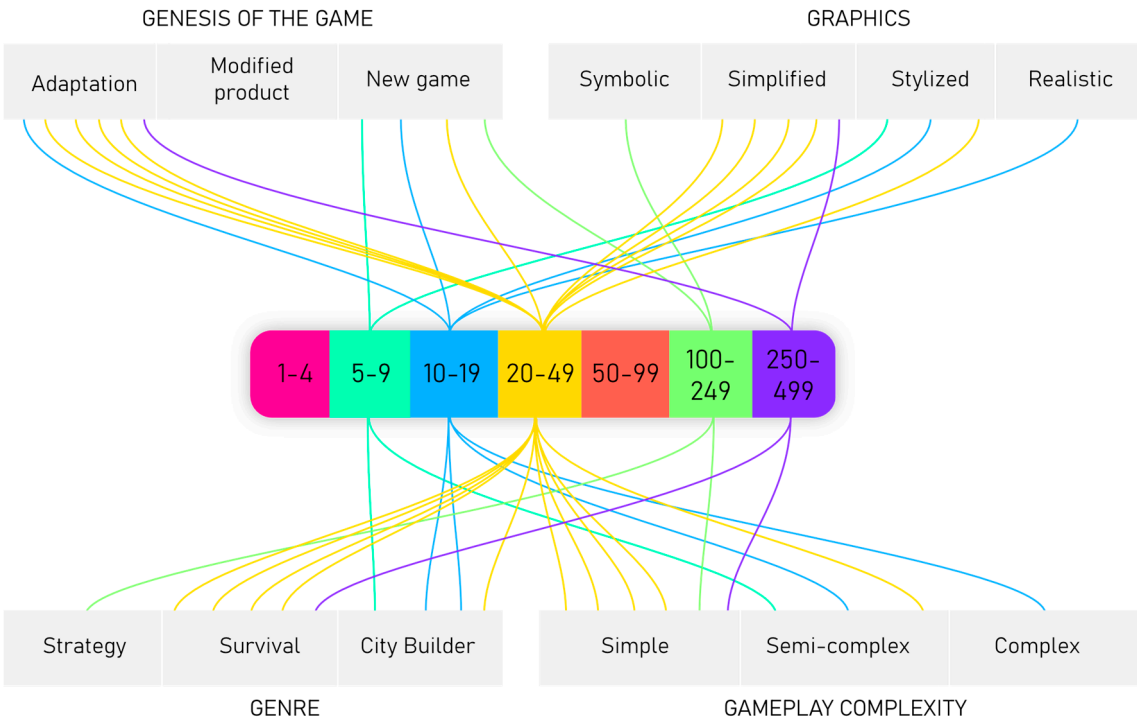 GENESIS OF THE GAME
GRAPHICS
Adaptation
Modified
product
New game
Symbolic
Simplified
Stylized
Realistic
1–4
5–9
10–19
20–49
50–99
100–
249
250–
499
Strategy
Survival
City Builder
Simple
Semi-complex
Complex
GENRE
GAMEPLAY COMPLEXITY